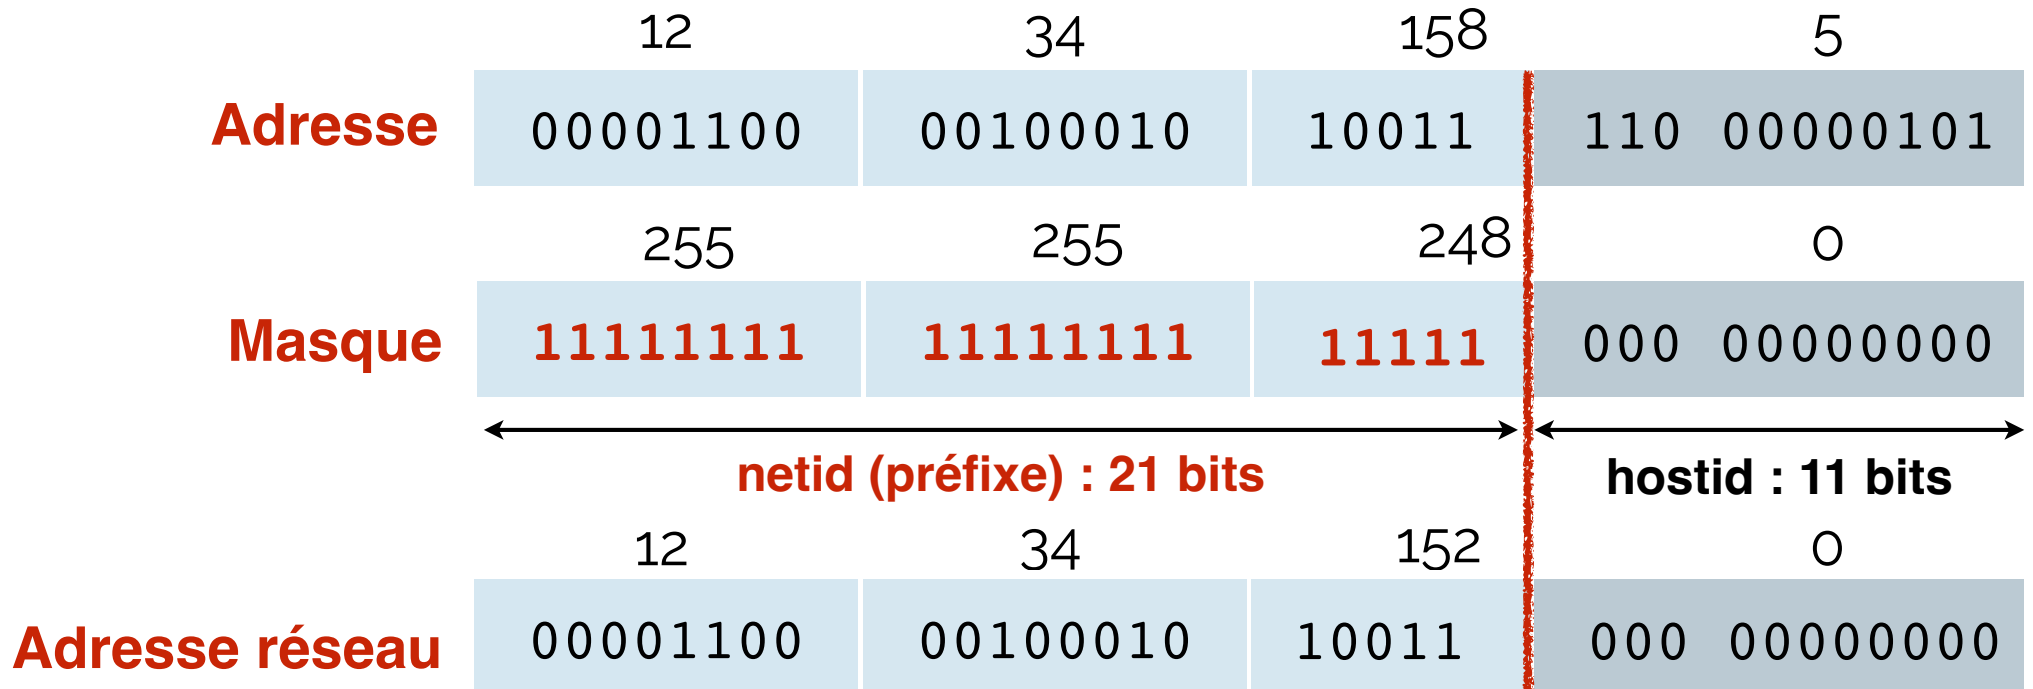 12 34 158 5
Adresse 00001100 00100010 10011 110 00000101
255 255 248 0
Masque 11111111 11111111 11111 000 00000000
netid (préfixe) : 21 bits hostid : 11 bits
12 34 152 0
Adresse réseau 00001100 00100010 10011 000 00000000